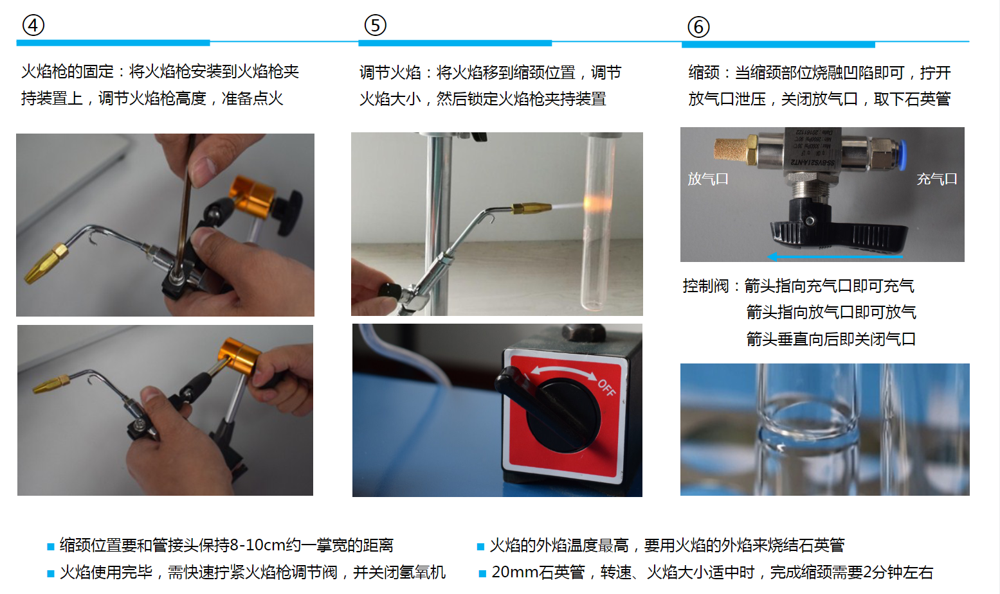 ④
火焰枪的固定：将火焰枪安装到火焰枪夹
持装置上，调节火焰枪高度，准备点火
⑤
调节火焰：将火焰移到缩颈位置，调节
火焰大小，然后锁定火焰枪夹持装置
OFF
⑥
缩颈：当缩颈部位烧融凹陷即可，拧开
放气口泄压，关闭放气口，取下石英管
SS-BVS21A-NT2
Max : 3000Psi 30℃
Min : 2600Psi 90℃
Date : 20161122
放气口
充气口
控制阀：箭头指向充气口即可充气
箭头指向放气口即可放气
箭头垂直向后即关闭气口
■ 缩颈位置要和管接头保持8-10cm约一掌宽的距离
■ 火焰使用完毕，需快速拧紧火焰枪调节阀，并关闭氢氧机
■ 火焰的外焰温度最高，要用火焰的外焰来烧结石英管
■ 20mm石英管，转速、火焰大小适中时，完成缩颈需要2分钟左右